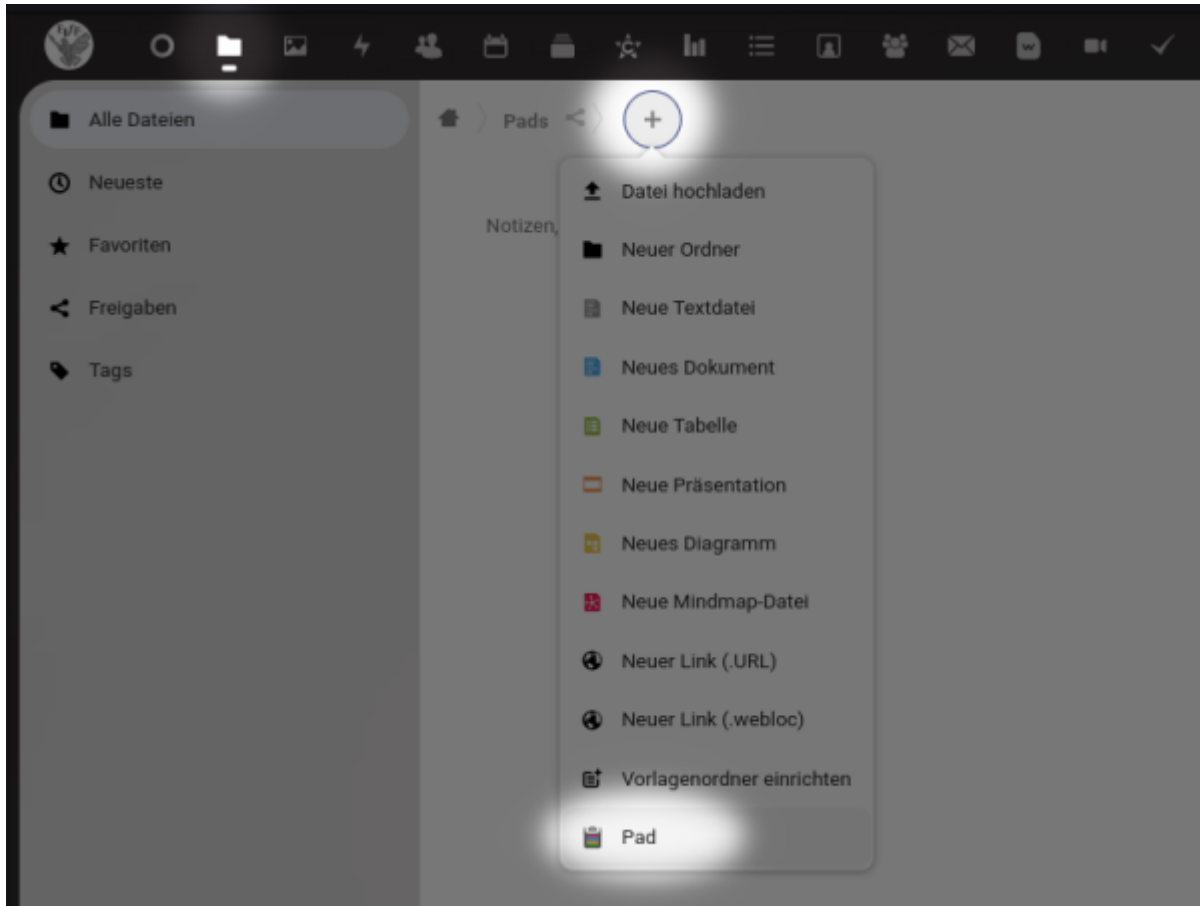 Alle Dateien
Pads
Neueste
Datei hochladen
Notizen,
Favoriten
Neuer Ordner
Freigaben
Neue Textdatei
Tags
Neues Dokument
Neue Tabelle
Neue Präsentation
Neues Diagramm
Neue Mindmap-Datei
Neuer Link (.URL)
Neuer Link (.webloc)
Vorlagenordner einrichten
Pad